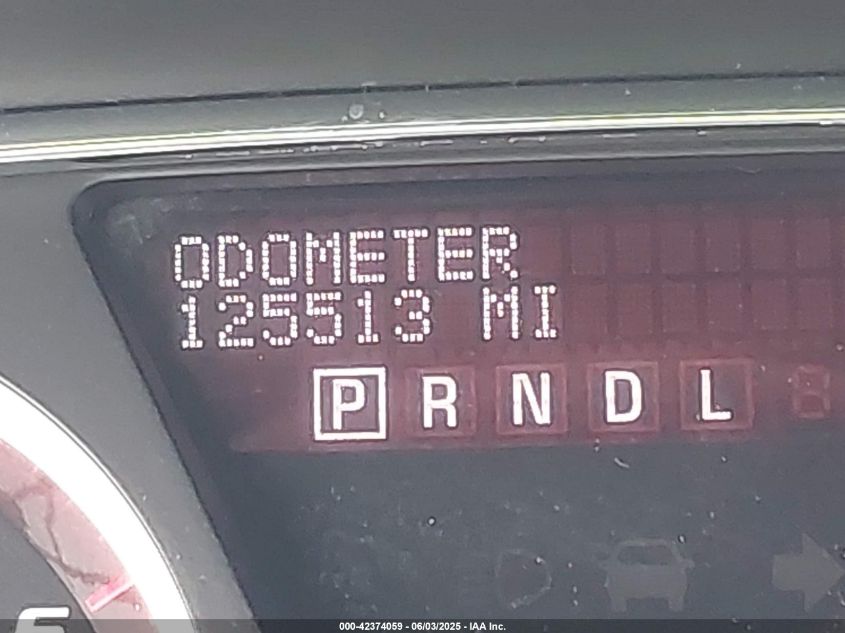 ODOMETER
125513 MI
P R N D L
000-42374059 - 06/03/2025 - IAA Inc.